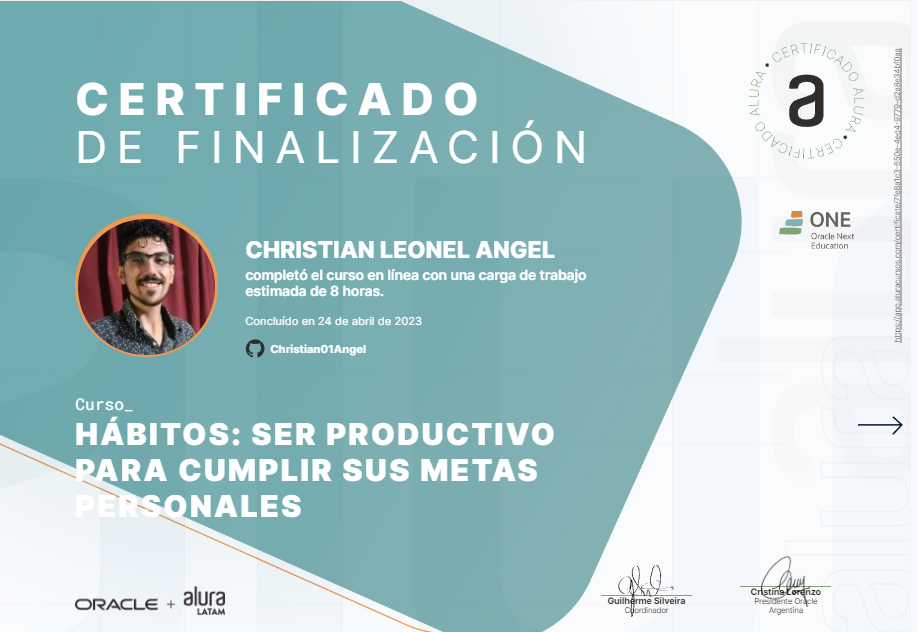 CERTIFICADO
DE FINALIZACIÓN
CHRISTIAN LEONEL ANGEL
completó el curso en línea con una carga de trabajo
estimada de 8 horas.
Concluído en 24 de abril de 2023
Christian01Angel
Curso_
HÁBITOS: SER PRODUCTIVO
PARA CUMPLIR SUS METAS
PERSONALES
ORACLE + alura
LATAM
CERTIFICADO ALURA • CERTIFICADO ALURA •
a
ONE
Oracle Next
Education
Guilherme Silveira
Coordinador
Cristina Lorenzo
Presidente Oracle
Argentina
alura